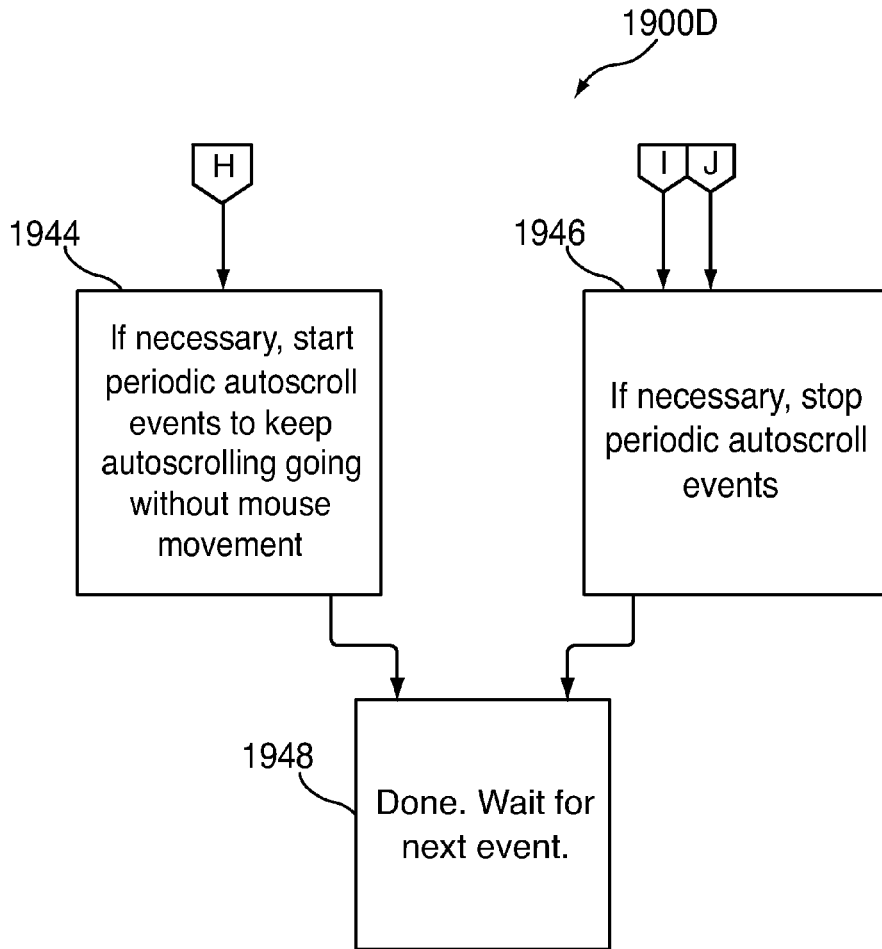 1900D
H
I J
1944
1946
If necessary, start
periodic autoscroll
events to keep
autoscrolling going
without mouse
movement
If necessary, stop
periodic autoscroll
events
1948
Done. Wait for
next event.